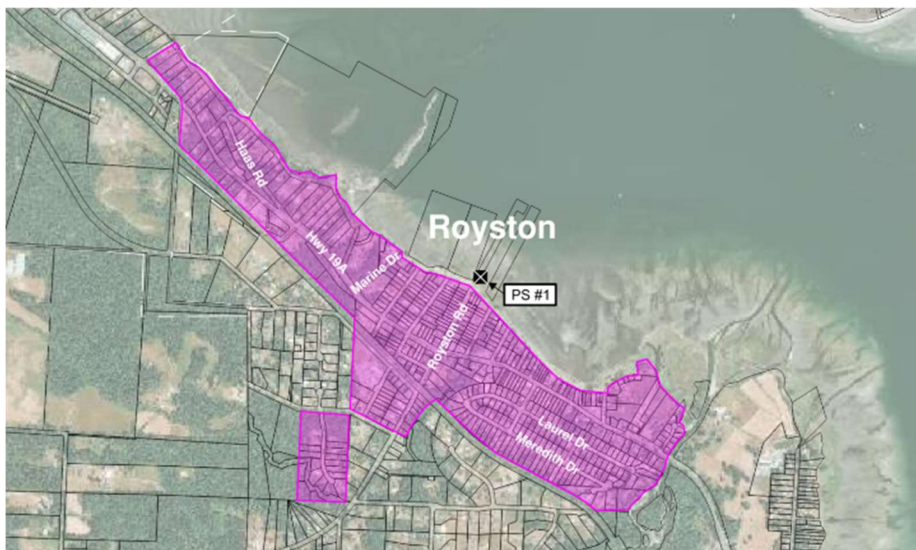 Haas Rd
Royston
Hwy 19A
Marine Dr
PS #1
Royston Rd
Laurel Dr
Meredith Dr